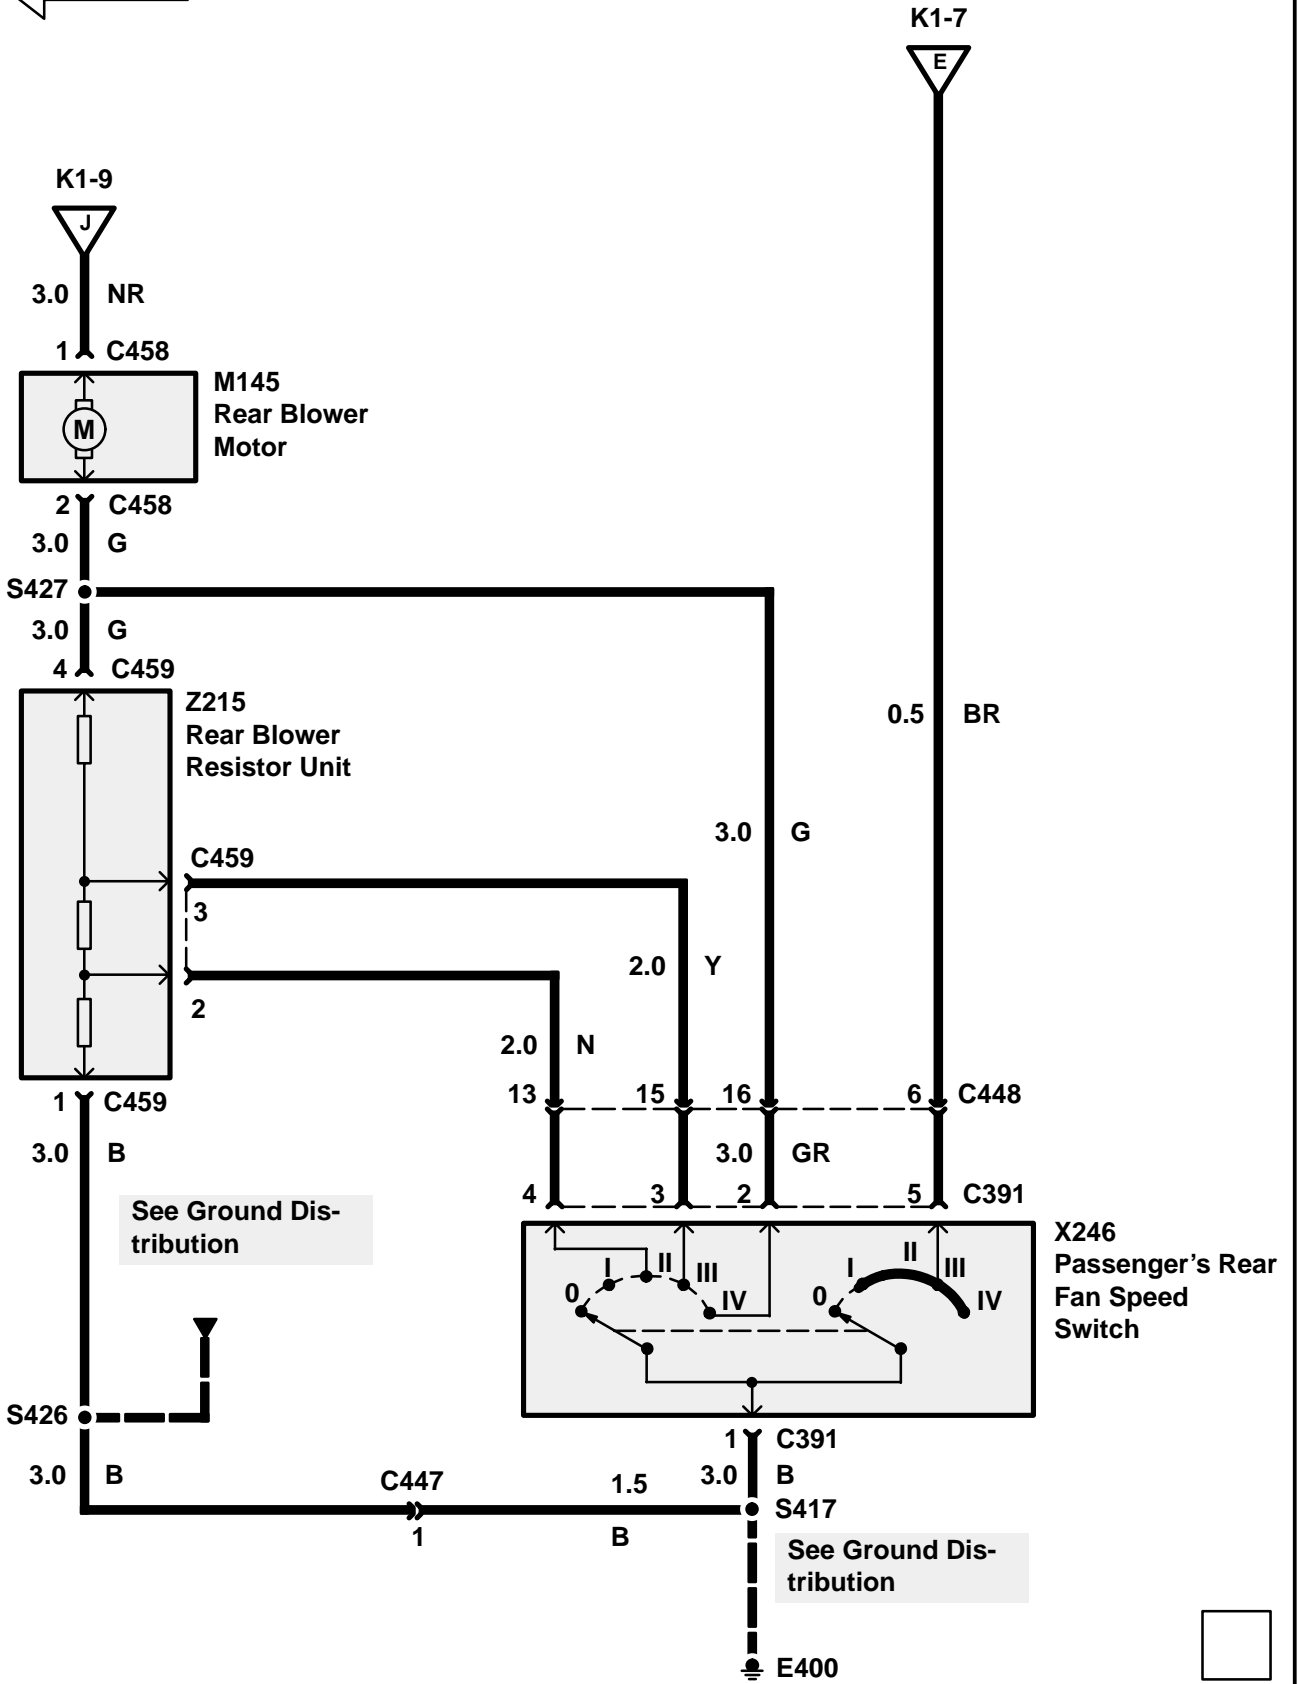 K1-7
E
K1-9
J
3.0 NR
1 C458
M145
Rear Blower
Motor
M
2 C458
3.0 G
S427
3.0 G
4 C459
Z215
Rear Blower
Resistor Unit
0.5 BR
3.0 G
C459
3
2.0 Y
2
2.0 N
13 15 16 6 C448
1 C459
3.0 B
3.0 GR
4 3 2 5 C391
See Ground Dis-
tribution
X246
Passenger's Rear
Fan Speed
Switch
0 I II III IV
0 I II III IV
S426
1 C391
3.0 B
3.0 B
C447
1
1.5
B
S417
See Ground Dis-
tribution
E400